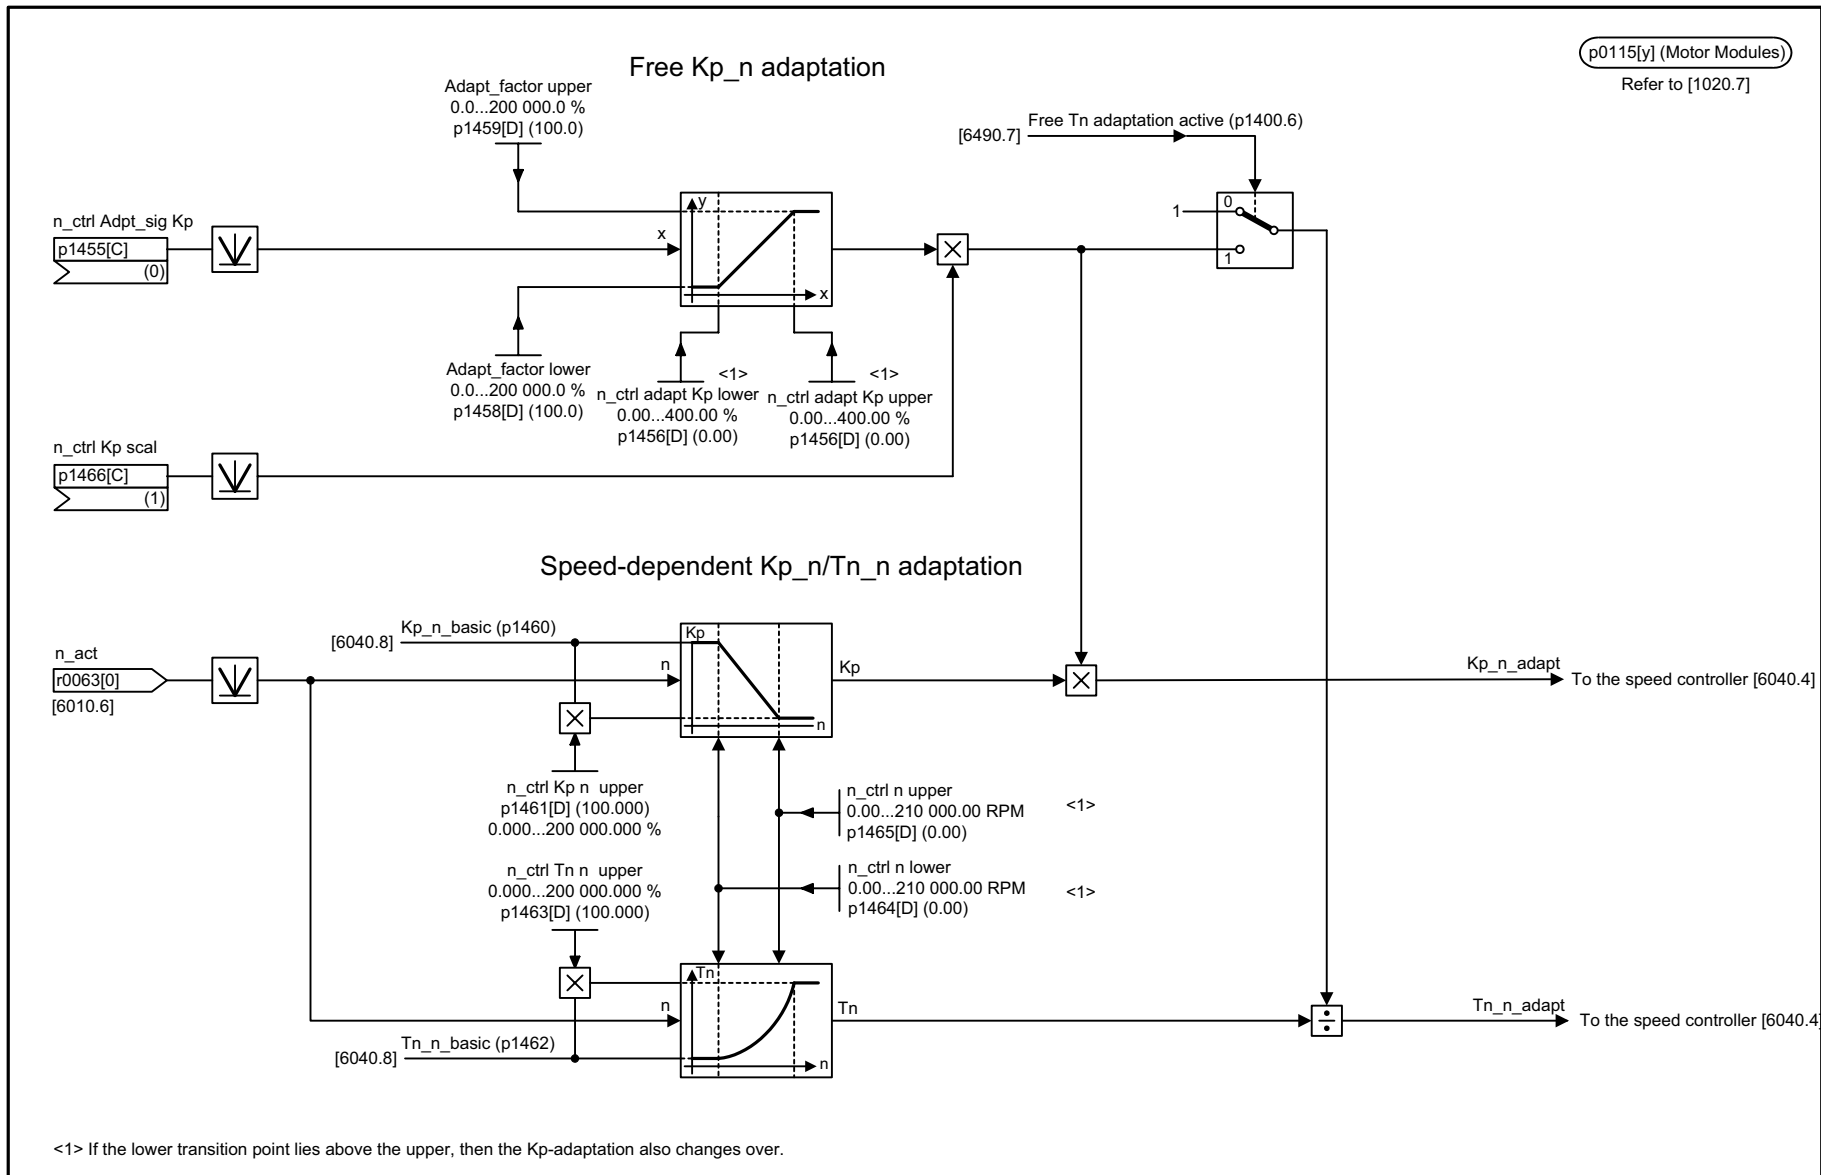 Free Kp_n adaptation
p0115[y] (Motor Modules)
Refer to [1020.7]
Adapt_factor upper
0.0...200 000.0 %
p1459[D] (100.0)
Free Tn adaptation active (p1400.6)
[6490.7]
n_ctrl Adpt_sig Kp
p1455[C]
(0)
x
y
x
1
0
1
Adapt_factor lower
0.0...200 000.0 %
p1458[D] (100.0)
<1>
n_ctrl adapt Kp lower
0.00...400.00 %
p1456[D] (0.00)
<1>
n_ctrl adapt Kp upper
0.00...400.00 %
p1456[D] (0.00)
n_ctrl Kp scal
p1466[C]
(1)
Speed-dependent Kp_n/Tn_n adaptation
Kp_n_basic (p1460)
[6040.8]
n_act
r0063[0]
[6010.6]
n
Kp
n
Kp
Kp_n_adapt
To the speed controller [6040.4]
n_ctrl Kp n upper
p1461[D] (100.000)
0.000...200 000.000 %
n_ctrl n upper
0.00...210 000.00 RPM
p1465[D] (0.00)
<1>
n_ctrl Tn n upper
0.000...200 000.000 %
p1463[D] (100.000)
n_ctrl n lower
0.00...210 000.00 RPM
p1464[D] (0.00)
<1>
n
Tn
n
Tn
Tn_n_adapt
To the speed controller [6040.4]
Tn_n_basic (p1462)
[6040.8]
<1> If the lower transition point lies above the upper, then the Kp-adaptation also changes over.